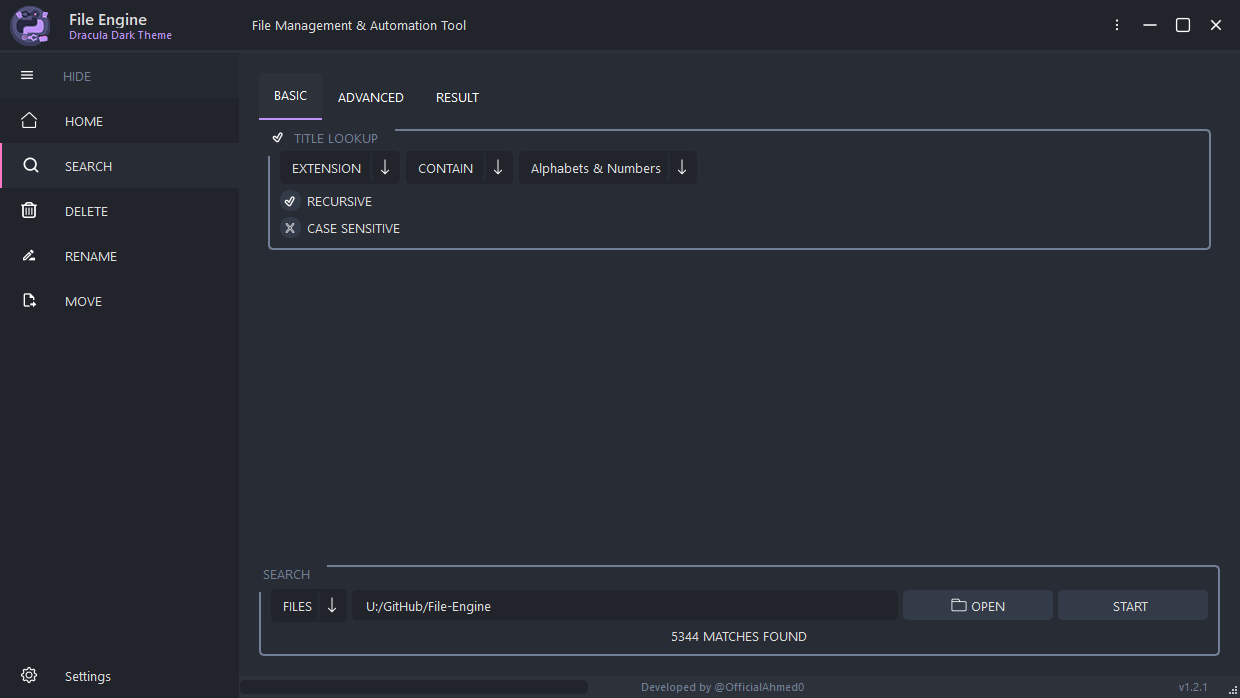 File Engine
Dracula Dark Theme
File Management & Automation Tool
HIDE
HOME
SEARCH
DELETE
RENAME
MOVE
Settings
BASIC ADVANCED RESULT
TITLE LOOKUP
EXTENSION CONTAIN Alphabets & Numbers
RECURSIVE
CASE SENSITIVE
SEARCH
FILES U:/GitHub/File-Engine OPEN START
5344 MATCHES FOUND
Developed by @OfficialAhmed0 v1.2.1